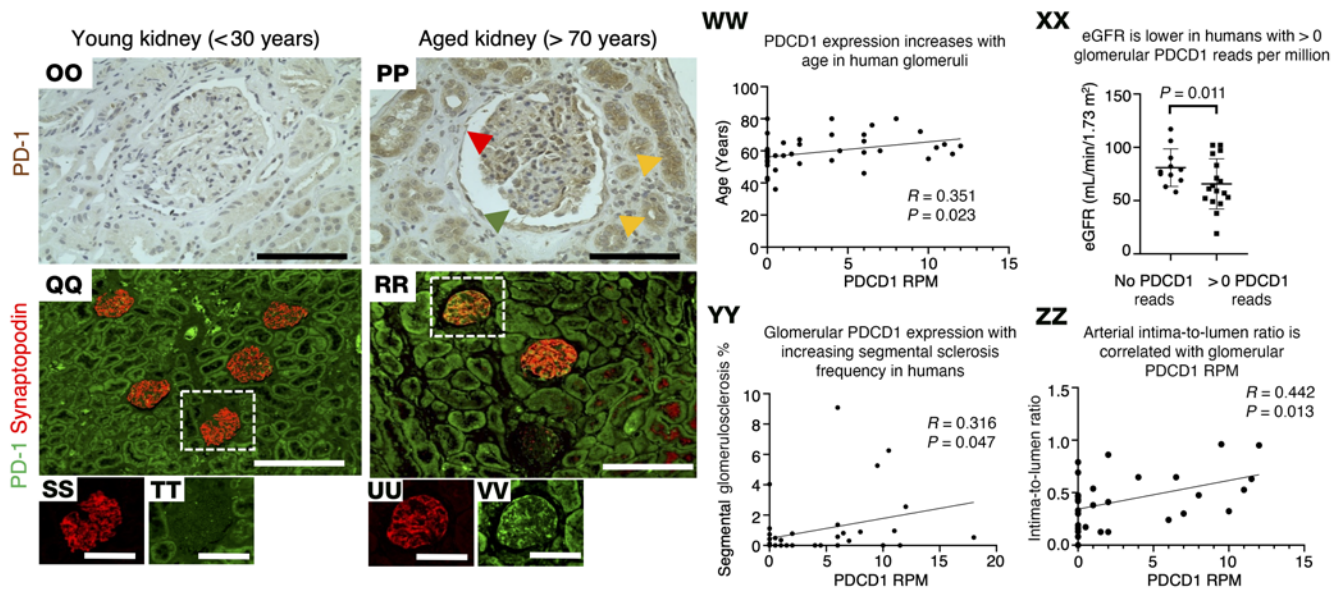 Young kidney (<30 years)
Aged kidney (> 70 years)
PD-1
OO
PP
PD-1 Synaptopodin
QQ
RR
SS
TT
UU
VV
WW
PDCD1 expression increases with
age in human glomeruli
Age (Years)
100
80
60
40
20
0
R = 0.351
P = 0.023
0
5
10
15
PDCD1 RPM
XX
eGFR is lower in humans with > 0
glomerular PDCD1 reads per million
eGFR (mL/min/1.73 m²)
150
100
50
0
P = 0.011
No PDCD1
reads
> 0 PDCD1
reads
YY
Glomerular PDCD1 expression with
increasing segmental sclerosis
frequency in humans
Segmental glomerulosclerosis %
10
8
6
4
2
0
R = 0.316
P = 0.047
0
5
10
15
20
PDCD1 RPM
ZZ
Arterial intima-to-lumen ratio is
correlated with glomerular
PDCD1 RPM
Intima-to-lumen ratio
1.5
1.0
0.5
0.0
R = 0.442
P = 0.013
0
5
10
15
PDCD1 RPM